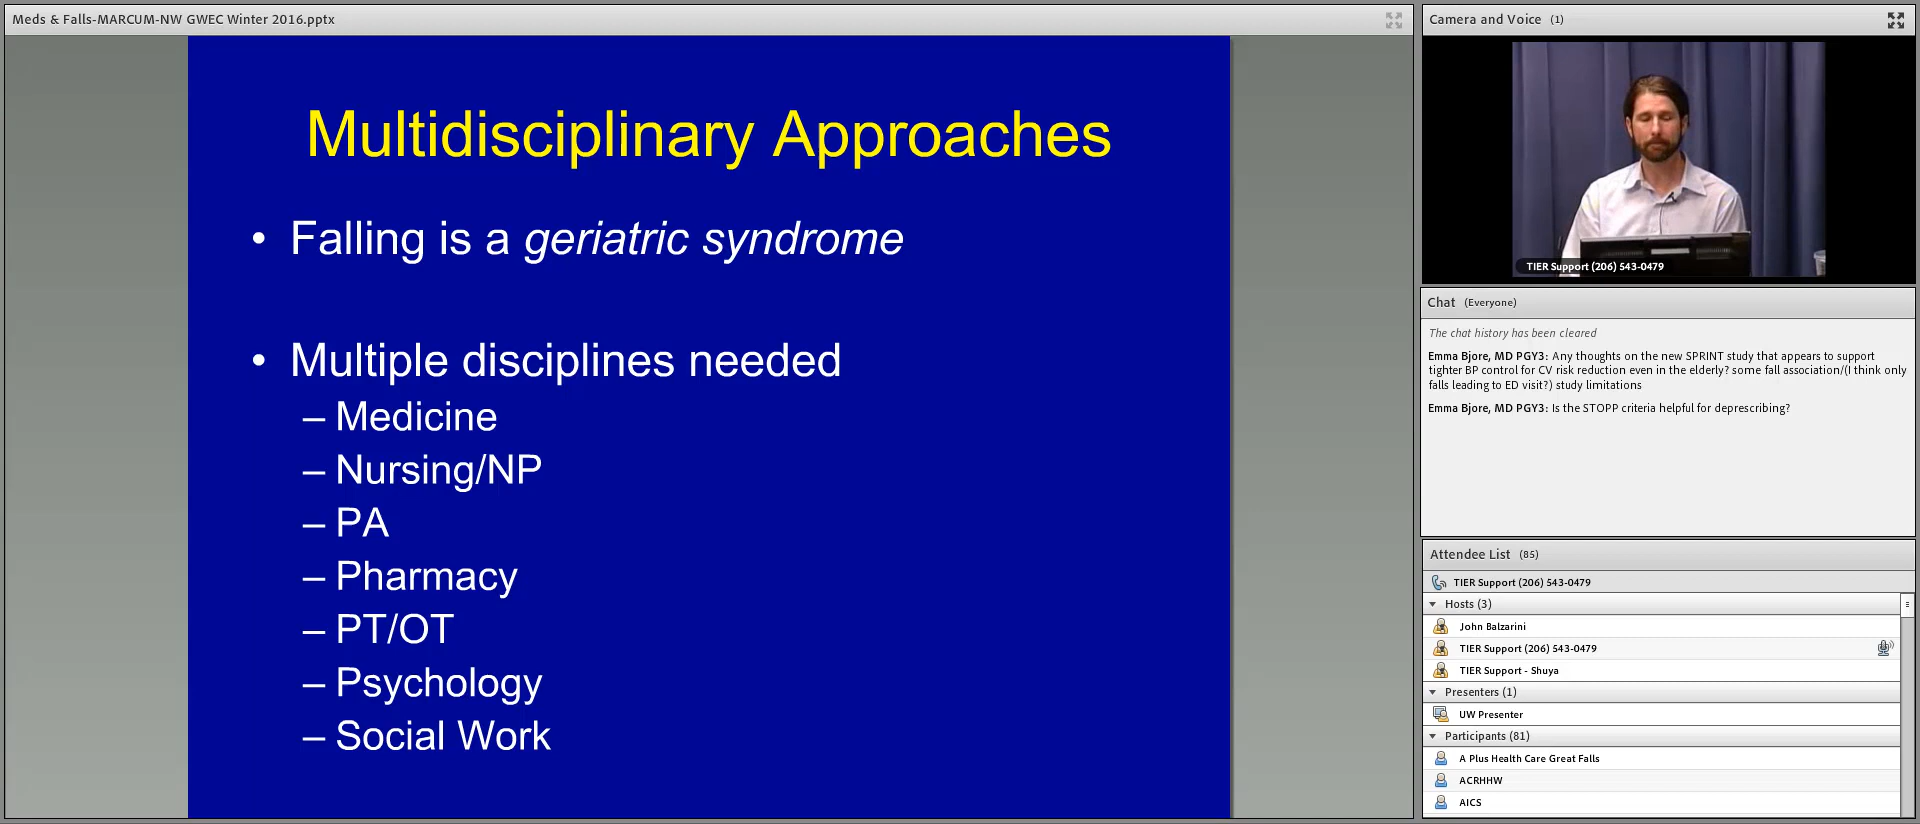 Meds & Falls-MARCUM-NW GWEC Winter 2016.pptx
Multidisciplinary Approaches
• Falling is a geriatric syndrome
• Multiple disciplines needed
– Medicine
– Nursing/NP
– PA
– Pharmacy
– PT/OT
– Psychology
– Social Work
Camera and Voice (1)
TIER Support (206) 543-0479
Chat (Everyone)
The chat history has been cleared
Emma Bjore, MD PGY3: Any thoughts on the new SPRINT study that appears to support
tighter BP control for CV risk reduction even in the elderly? some fall association/(I think only
falls leading to ED visit?) study limitations
Emma Bjore, MD PGY3: Is the STOPP criteria helpful for deprescribing?
Attendee List (85)
TIER Support (206) 543-0479
Hosts (3)
John Balzarini
TIER Support (206) 543-0479
TIER Support - Shuya
Presenters (1)
UW Presenter
Participants (81)
A Plus Health Care Great Falls
ACRHHW
AICS